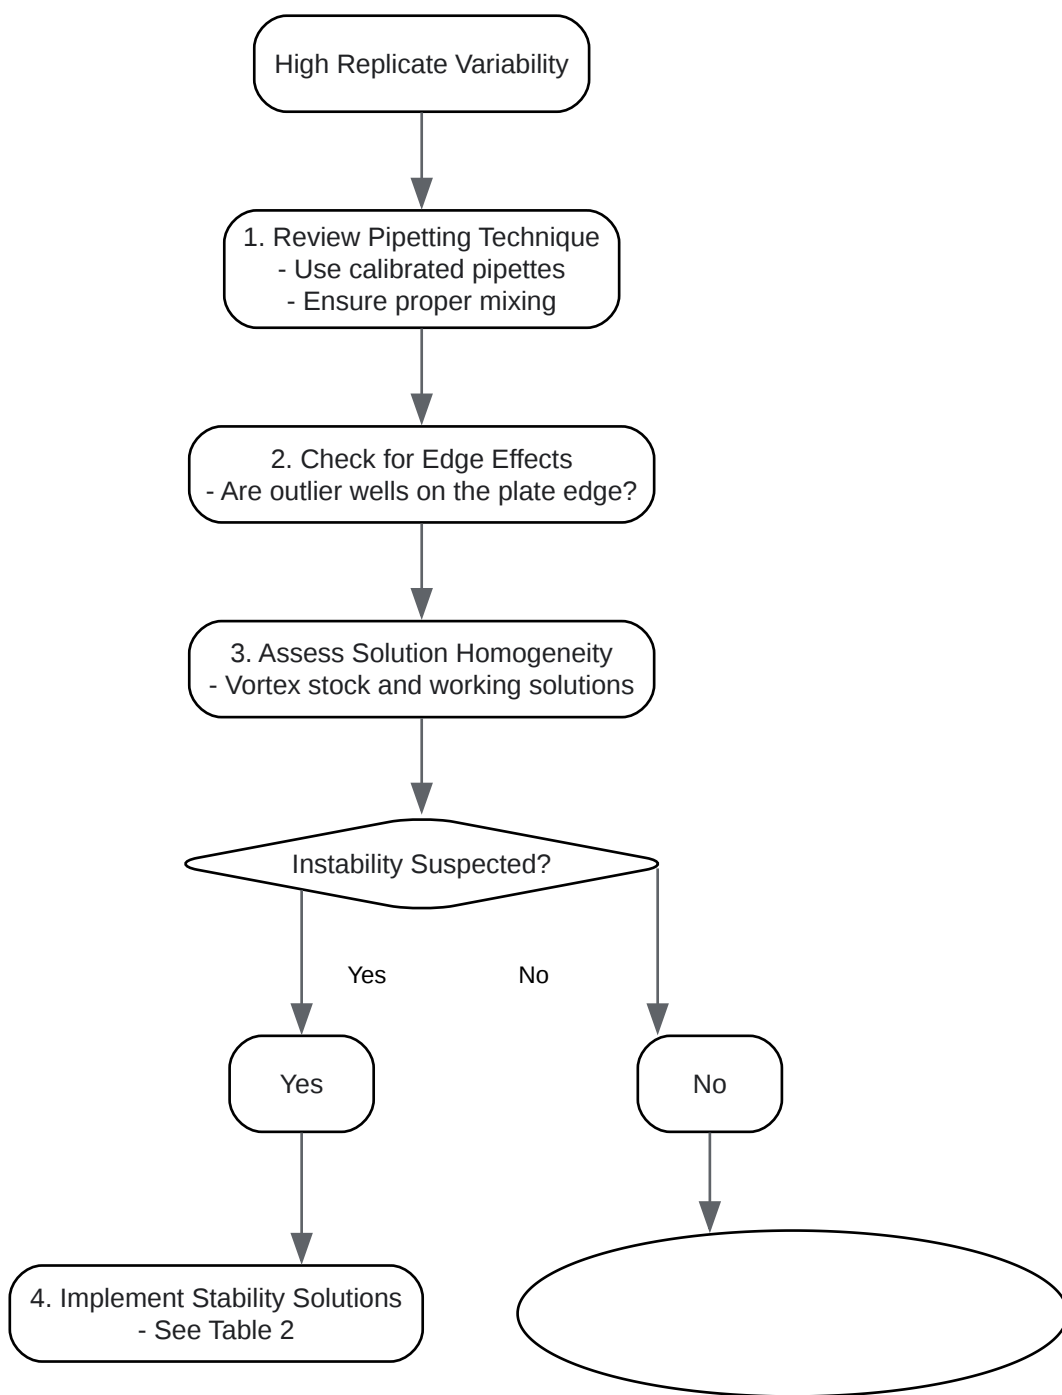 High Replicate Variability
1. Review Pipetting Technique
- Use calibrated pipettes
- Ensure proper mixing
2. Check for Edge Effects
- Are outlier wells on the plate edge?
3. Assess Solution Homogeneity
- Vortex stock and working solutions
Instability Suspected?
Yes
No
Yes
No
4. Implement Stability Solutions
- See Table 2